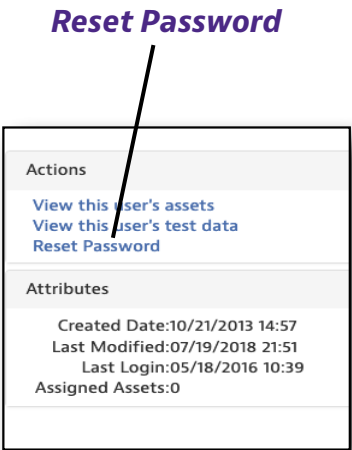 Reset Password
Actions
View this user's assets
View this user's test data
Reset Password
Attributes
Created Date:10/21/2013 14:57
Last Modified:07/19/2018 21:51
Last Login:05/18/2016 10:39
Assigned Assets:0